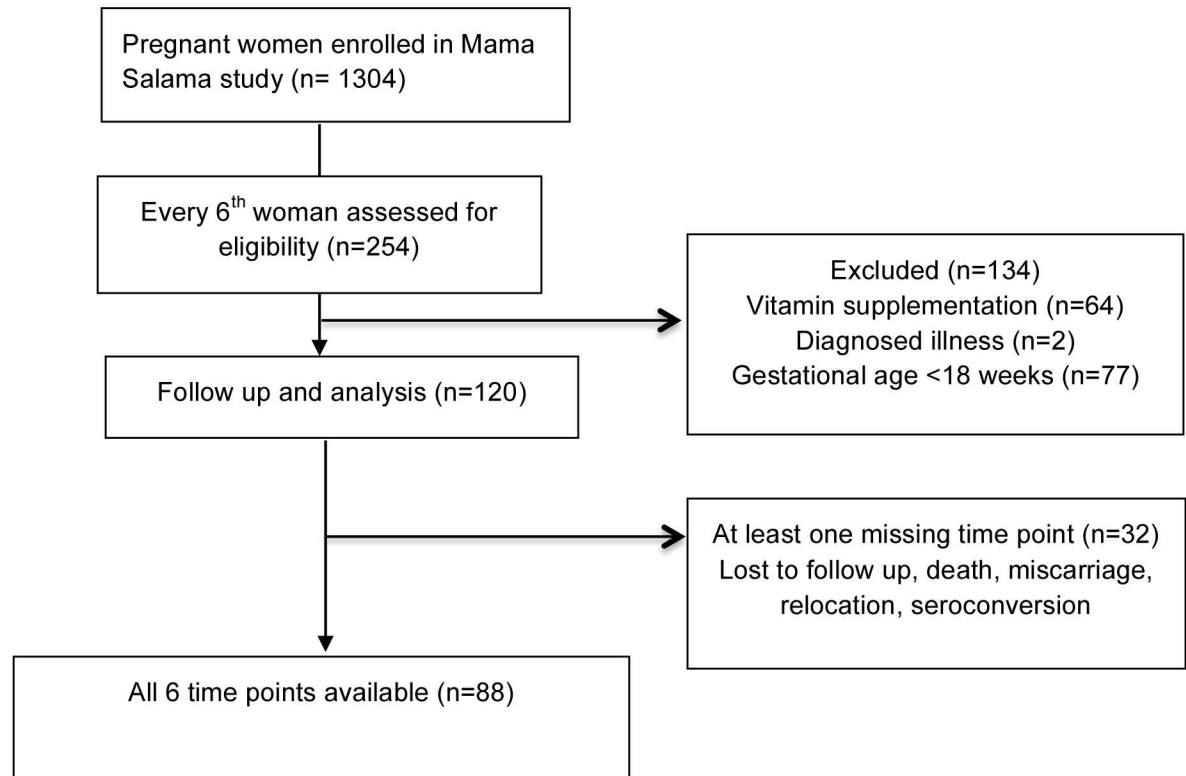 Pregnant women enrolled in Mama
Salama study (n= 1304)
Every 6th woman assessed for
eligibility (n=254)
Excluded (n=134)
Vitamin supplementation (n=64)
Diagnosed illness (n=2)
Gestational age <18 weeks (n=77)
Follow up and analysis (n=120)
At least one missing time point (n=32)
Lost to follow up, death, miscarriage,
relocation, seroconversion
All 6 time points available (n=88)